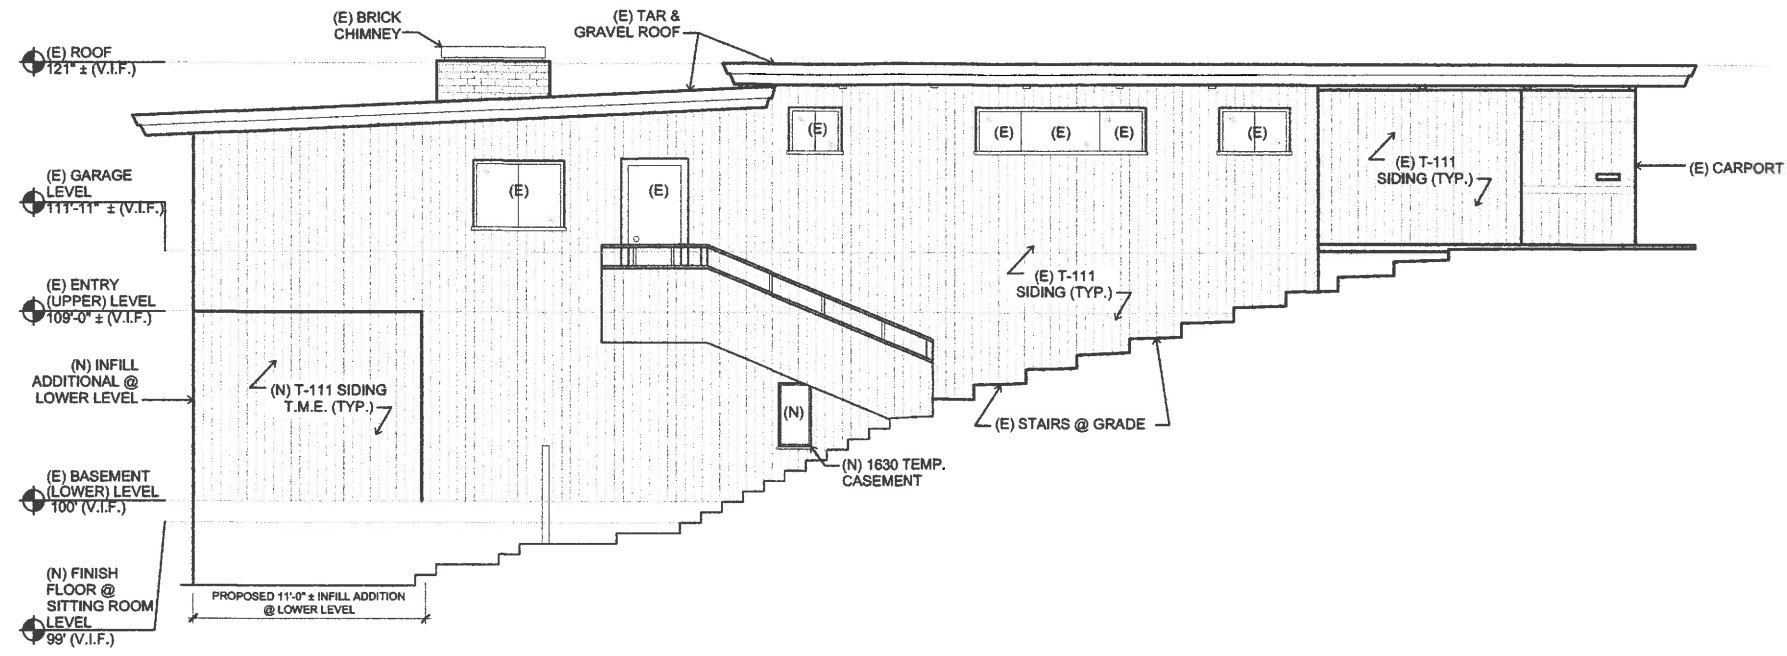 (E) BRICK
CHIMNEY
(E) TAR &
GRAVEL ROOF
(E) ROOF
121" ± (V.I.F.)
(E) GARAGE
LEVEL
111'-11" ± (V.I.F.)
(E) ENTRY
(UPPER) LEVEL
109'-0" ± (V.I.F.)
(N) INFILL
ADDITIONAL @
LOWER LEVEL
(E) BASEMENT
(LOWER) LEVEL
100' (V.I.F.)
(N) FINISH
FLOOR @
SITTING ROOM
LEVEL
99' (V.I.F.)
(N) T-111 SIDING
T.M.E. (TYP.)
PROPOSED 11'-0" ± INFILL ADDITION
@ LOWER LEVEL
(E)
(E)
(E)
(E)
(E)
(E)
(E)
(N)
(N) 1630 TEMP.
CASEMENT
(E) T-111
SIDING (TYP.)
(E) STAIRS @ GRADE
(E) T-111
SIDING (TYP.)
(E) CARPORT